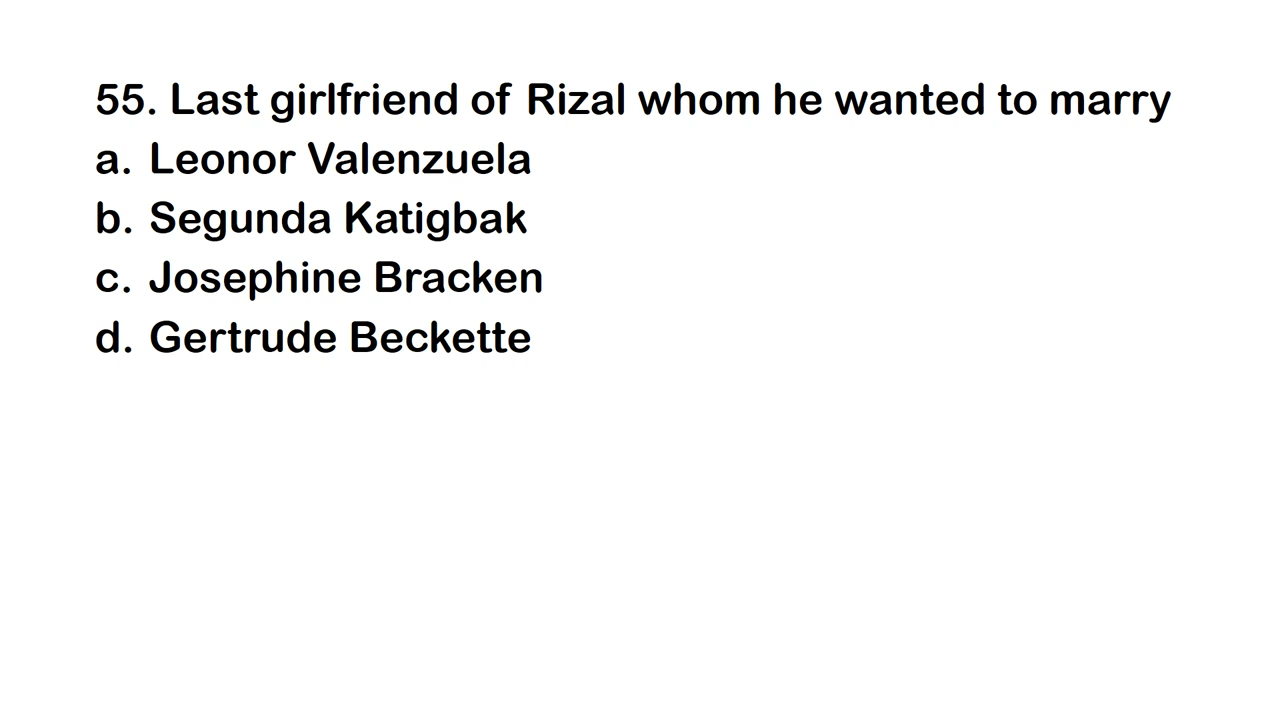 55. Last girlfriend of Rizal whom he wanted to marry
a. Leonor Valenzuela
b. Segunda Katigbak
c. Josephine Bracken
d. Gertrude Beckette